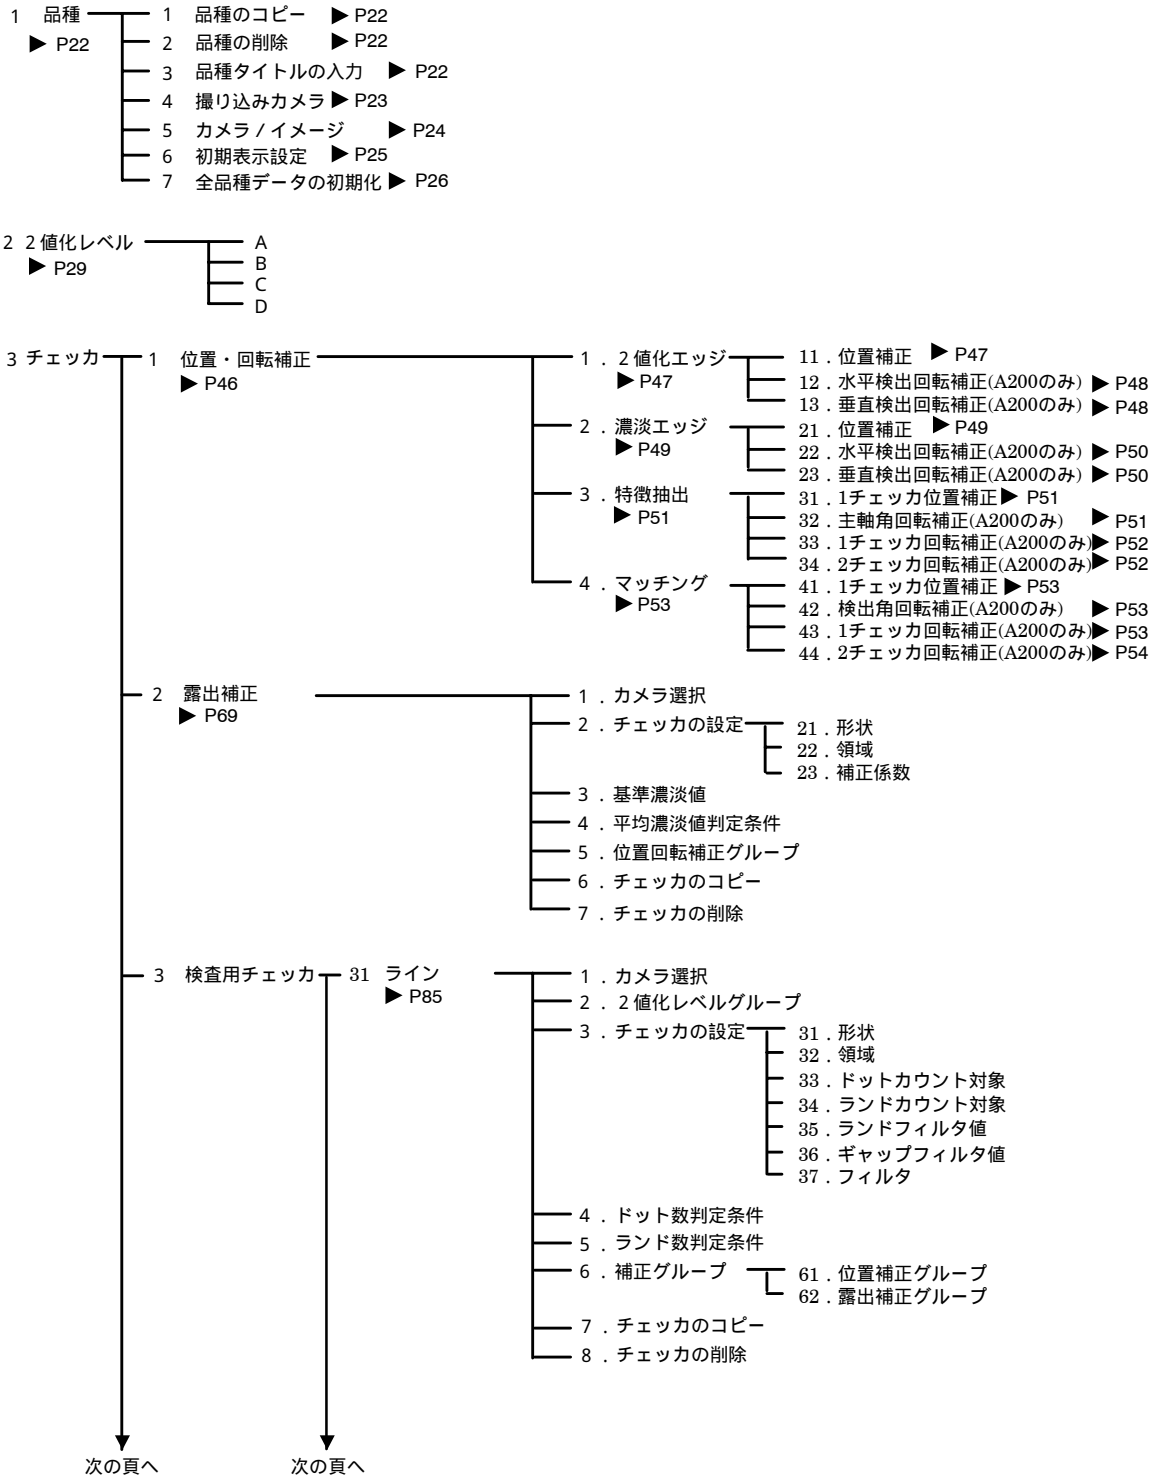 1 品種 1 品種のコピー ▶ P22
▶ P22 2 品種の削除 ▶ P22
3 品種タイトルの入力 ▶ P22
4 撮り込みカメラ ▶ P23
5 カメラ / イメージ ▶ P24
6 初期表示設定 ▶ P25
7 全品種データの初期化 ▶ P26
2 2値化レベル A
▶ P29 B
C
D
3 チェッカ 1 位置・回転補正 1．2値化エッジ 11．位置補正 ▶ P47
▶ P46 ▶ P47 12．水平検出回転補正(A200のみ) ▶ P48
13．垂直検出回転補正(A200のみ) ▶ P48
2．濃淡エッジ 21．位置補正 ▶ P49
▶ P49 22．水平検出回転補正(A200のみ) ▶ P50
23．垂直検出回転補正(A200のみ) ▶ P50
3．特徴抽出 31．1チェッカ位置補正 ▶ P51
▶ P51 32．主軸角回転補正(A200のみ) ▶ P51
33．1チェッカ回転補正(A200のみ) ▶ P52
34．2チェッカ回転補正(A200のみ) ▶ P52
4．マッチング 41．1チェッカ位置補正 ▶ P53
▶ P53 42．検出角回転補正(A200のみ) ▶ P53
43．1チェッカ回転補正(A200のみ) ▶ P53
44．2チェッカ回転補正(A200のみ) ▶ P54
2 露出補正 1．カメラ選択
▶ P69 2．チェッカの設定 21．形状
22．領域
23．補正係数
3．基準濃淡値
4．平均濃淡値判定条件
5．位置回転補正グループ
6．チェッカのコピー
7．チェッカの削除
3 検査用チェッカ 31 ライン 1．カメラ選択
▶ P85 2．2値化レベルグループ
3．チェッカの設定 31．形状
32．領域
33．ドットカウント対象
34．ランドカウント対象
35．ランドフィルタ値
36．ギャップフィルタ値
37．フィルタ
4．ドット数判定条件
5．ランド数判定条件
6．補正グループ 61．位置補正グループ
62．露出補正グループ
7．チェッカのコピー
8．チェッカの削除
次の頁へ 次の頁へ